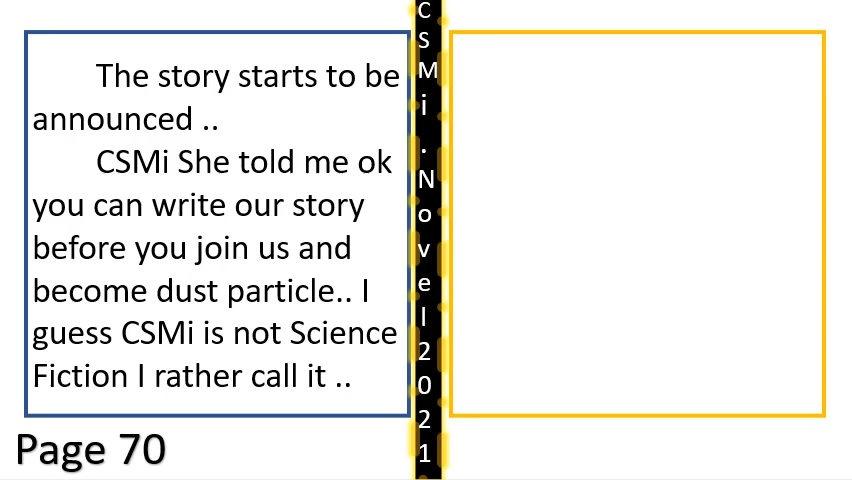 The story starts to be
announced ..
CSMi She told me ok
you can write our story
before you join us and
become dust particle.. I
guess CSMi is not Science
Fiction I rather call it ..
Page 70
CSMi.Novel2021